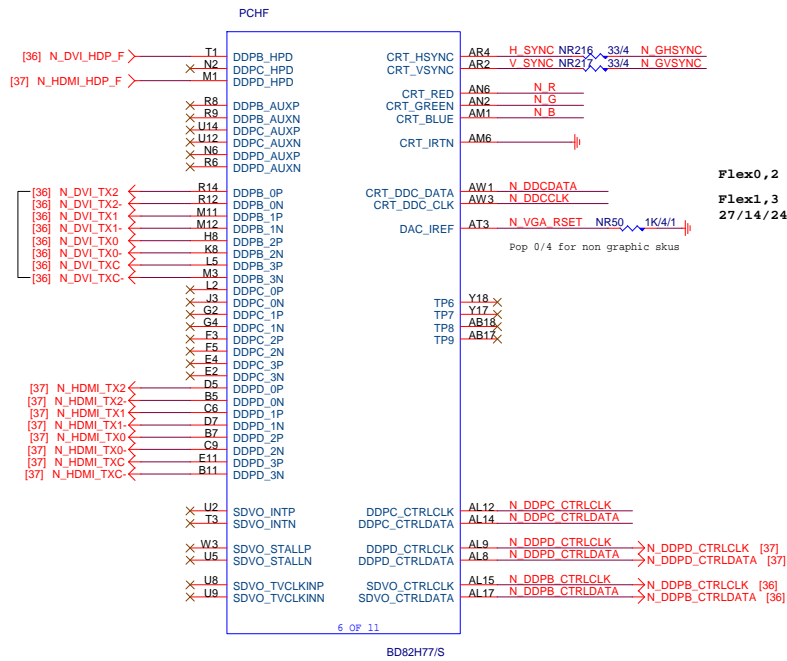 PCHF
[36] N_DVI_HDP_F T1 DDPB_HPD CRT_HSYNC AR4 H_SYNC NR216 33/4 N_GHSYNC
N2 DDPC_HPD CRT_VSYNC AR2 V_SYNC NR217 33/4 N_GVSYNC
[37] N_HDMI_HDP_F M1 DDPD_HPD
CRT_RED AN6 N_R
R8 DDPB_AUXP CRT_GREEN AN2 N_G
R9 DDPB_AUXN CRT_BLUE AM1 N_B
U14 DDPC_AUXP
U12 DDPC_AUXN CRT_IRTN AM6
N6 DDPD_AUXP
R6 DDPD_AUXN
Flex0,2
[36] N_DVI_TX2 R14 DDPB_0P CRT_DDC_DATA AW1 N_DDCDATA
[36] N_DVI_TX2- R12 DDPB_0N CRT_DDC_CLK AW3 N_DDCCLK Flex1,3
[36] N_DVI_TX1 M11 DDPB_1P 27/14/24
[36] N_DVI_TX1- M12 DDPB_1N DAC_IREF AT3 N_VGA_RSET NR50 1K/4/1
[36] N_DVI_TX0 H8 DDPB_2P
[36] N_DVI_TX0- K8 DDPB_2N Pop 0/4 for non graphic skus
[36] N_DVI_TXC L5 DDPB_3P
[36] N_DVI_TXC- M3 DDPB_3N
L2 DDPC_0P
J3 DDPC_0N TP6 Y18
G2 DDPC_1P TP7 Y17
G4 DDPC_1N TP8 AB18
F3 DDPC_2P TP9 AB17
F5 DDPC_2N
E4 DDPC_3P
E2 DDPC_3N
[37] N_HDMI_TX2 D5 DDPD_0P
[37] N_HDMI_TX2- B5 DDPD_0N
[37] N_HDMI_TX1 C6 DDPD_1P
[37] N_HDMI_TX1- D7 DDPD_1N
[37] N_HDMI_TX0 B7 DDPD_2P
[37] N_HDMI_TX0- C9 DDPD_2N
[37] N_HDMI_TXC E11 DDPD_3P
[37] N_HDMI_TXC- B11 DDPD_3N
U2 SDVO_INTP DDPC_CTRLCLK AL12 N_DDPC_CTRLCLK
T3 SDVO_INTN DDPC_CTRLDATA AL14 N_DDPC_CTRLDATA
W3 SDVO_STALLP DDPD_CTRLCLK AL9 N_DDPD_CTRLCLK N_DDPD_CTRLCLK [37]
U5 SDVO_STALLN DDPD_CTRLDATA AL8 N_DDPD_CTRLDATA N_DDPD_CTRLDATA [37]
U8 SDVO_TVCLKINP SDVO_CTRLCLK AL15 N_DDPB_CTRLCLK N_DDPB_CTRLCLK [36]
U9 SDVO_TVCLKINN SDVO_CTRLDATA AL17 N_DDPB_CTRLDATA N_DDPB_CTRLDATA [36]
6 OF 11
BD82H77/S